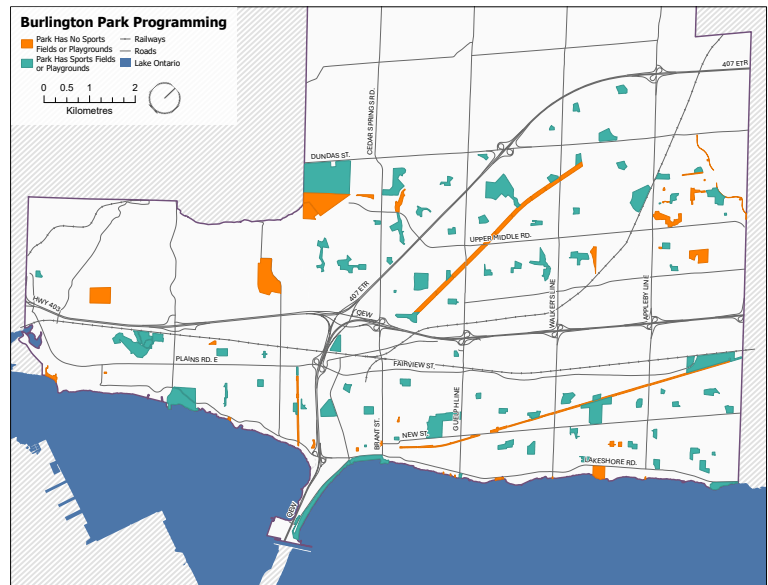 Burlington Park Programming
Park Has No Sports
Fields or Playgrounds
Park Has Sports Fields
or Playgrounds
Railways
Roads
Lake Ontario
0 0.5 1 2
Kilometres
407 ETR
CEDAR SPRINGS RD.
DUNDAS ST.
UPPER MIDDLE RD.
HWY 403
407 ETR
QEW
WALKER'S LINE
APPLEBY LINE
PLAINS RD. E
FAIRVIEW ST.
GUELPH LINE
BRANT ST.
NEW ST.
LAKESHORE RD.
QEW